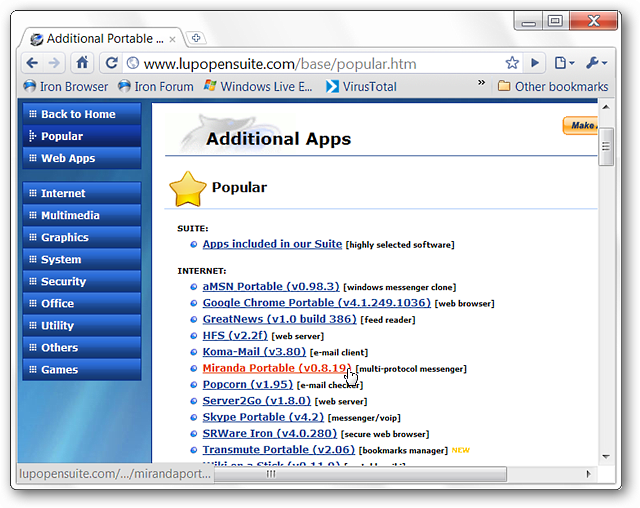 Additional Portable ...
www.lupopensuite.com/base/popular.htm
Iron Browser Iron Forum Windows Live E... VirusTotal » Other bookmarks
Back to Home
Popular
Web Apps
Internet
Multimedia
Graphics
System
Security
Office
Utility
Others
Games
Additional Apps
Make
Popular
SUITE:
Apps included in our Suite [highly selected software]
INTERNET:
aMSN Portable (v0.98.3) [windows messenger clone]
Google Chrome Portable (v4.1.249.1036) [web browser]
GreatNews (v1.0 build 386) [feed reader]
HFS (v2.2f) [web server]
Koma-Mail (v3.80) [e-mail client]
Miranda Portable (v0.8.19) [multi-protocol messenger]
Popcorn (v1.95) [e-mail checker]
Server2Go (v1.8.0) [web server]
Skype Portable (v4.2) [messenger/voip]
SRWare Iron (v4.0.280) [secure web browser]
Transmute Portable (v2.06) [bookmarks manager] NEW
Wiki on a Stick
lupopensuite.com/.../mirandaport...